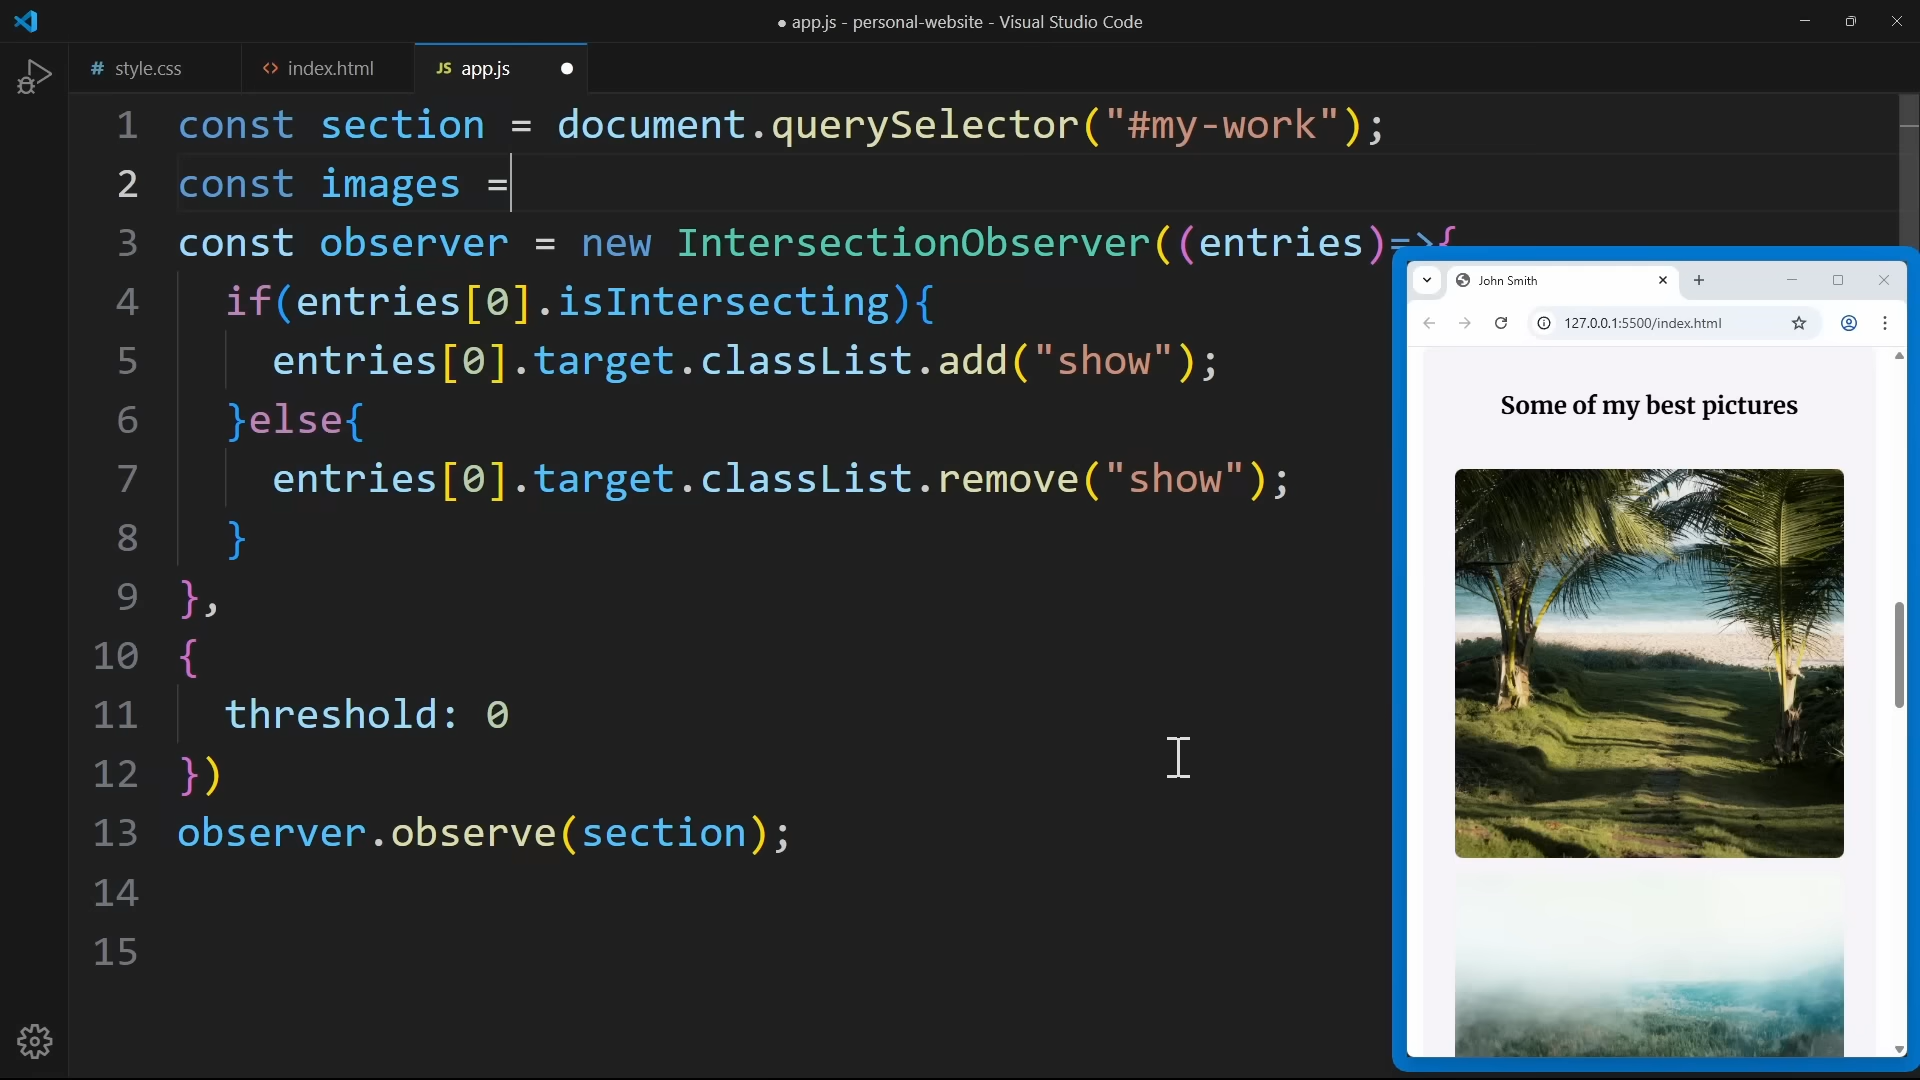 ● app.js - personal-website - Visual Studio Code
# style.css
<> index.html
JS app.js ●
1 const section = document.querySelector("#my-work");
2 const images =
3 const observer = new IntersectionObserver((entries)=>{
4 if(entries[0].isIntersecting){
5 entries[0].target.classList.add("show");
6 }else{
7 entries[0].target.classList.remove("show");
8 }
9 },
10 {
11 threshold: 0
12 })
13 observer.observe(section);
14
15
John Smith
127.0.0.1:5500/index.html
Some of my best pictures